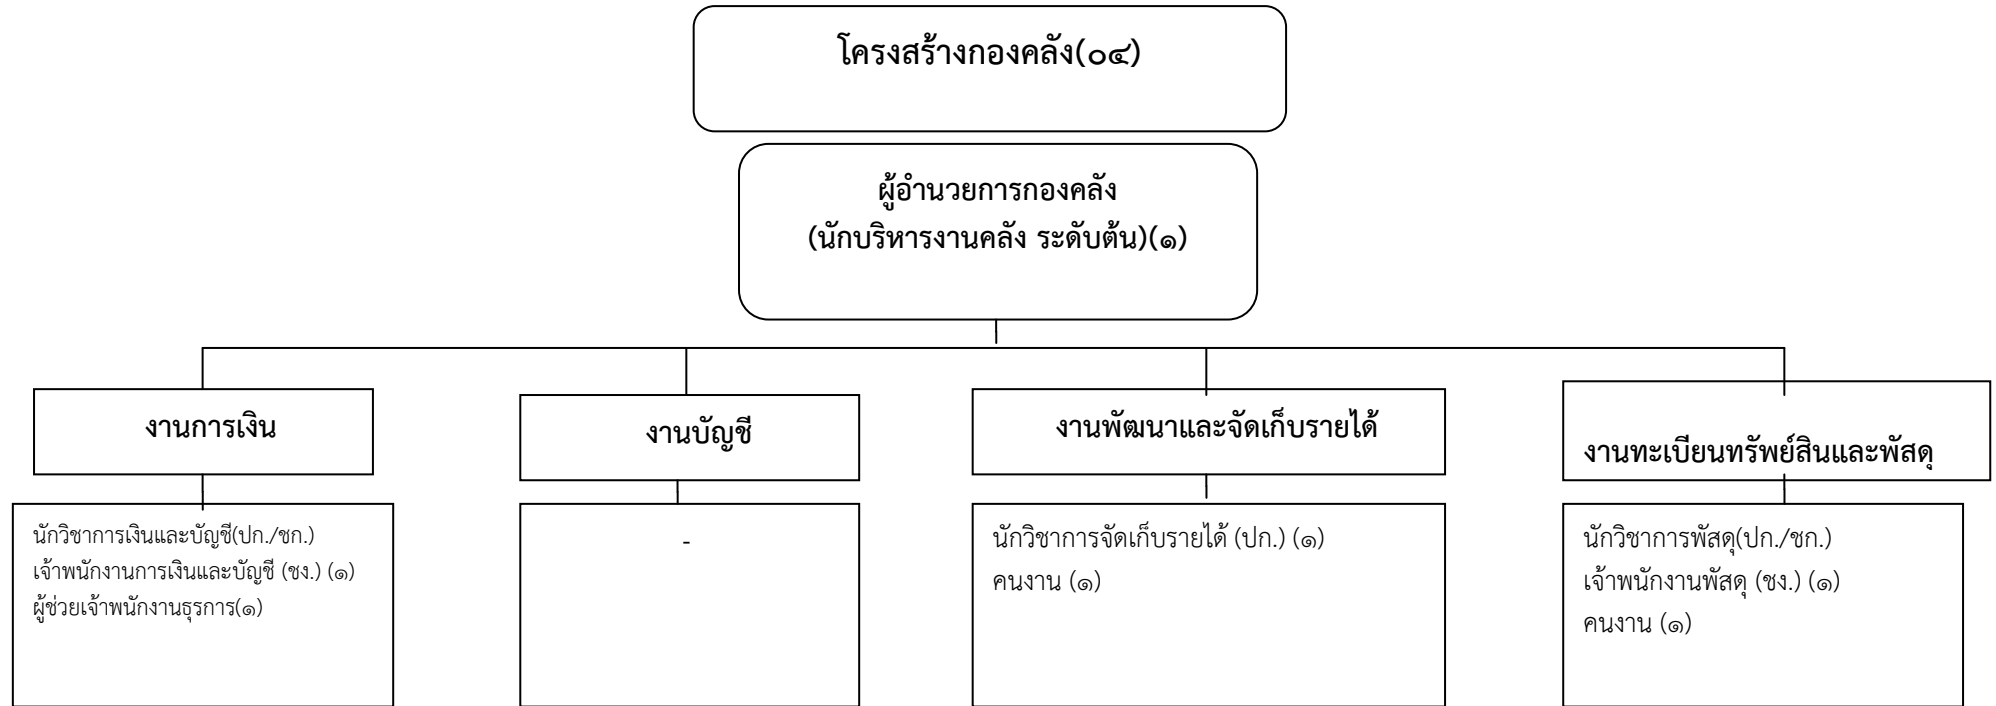 โครงสร้างกองคลัง(๐๔)
ผู้อำนวยการกองคลัง
(นักบริหารงานคลัง ระดับต้น)(๑)
งานการเงิน
งานบัญชี
งานพัฒนาและจัดเก็บรายได้
งานทะเบียนทรัพย์สินและพัสดุ
นักวิชาการเงินและบัญชี(ปก./ชก.)
เจ้าพนักงานการเงินและบัญชี (ชง.) (๑)
ผู้ช่วยเจ้าพนักงานธุรการ(๑)
-
นักวิชาการจัดเก็บรายได้ (ปก.) (๑)
คนงาน (๑)
นักวิชาการพัสดุ(ปก./ชก.)
เจ้าพนักงานพัสดุ (ชง.) (๑)
คนงาน (๑)